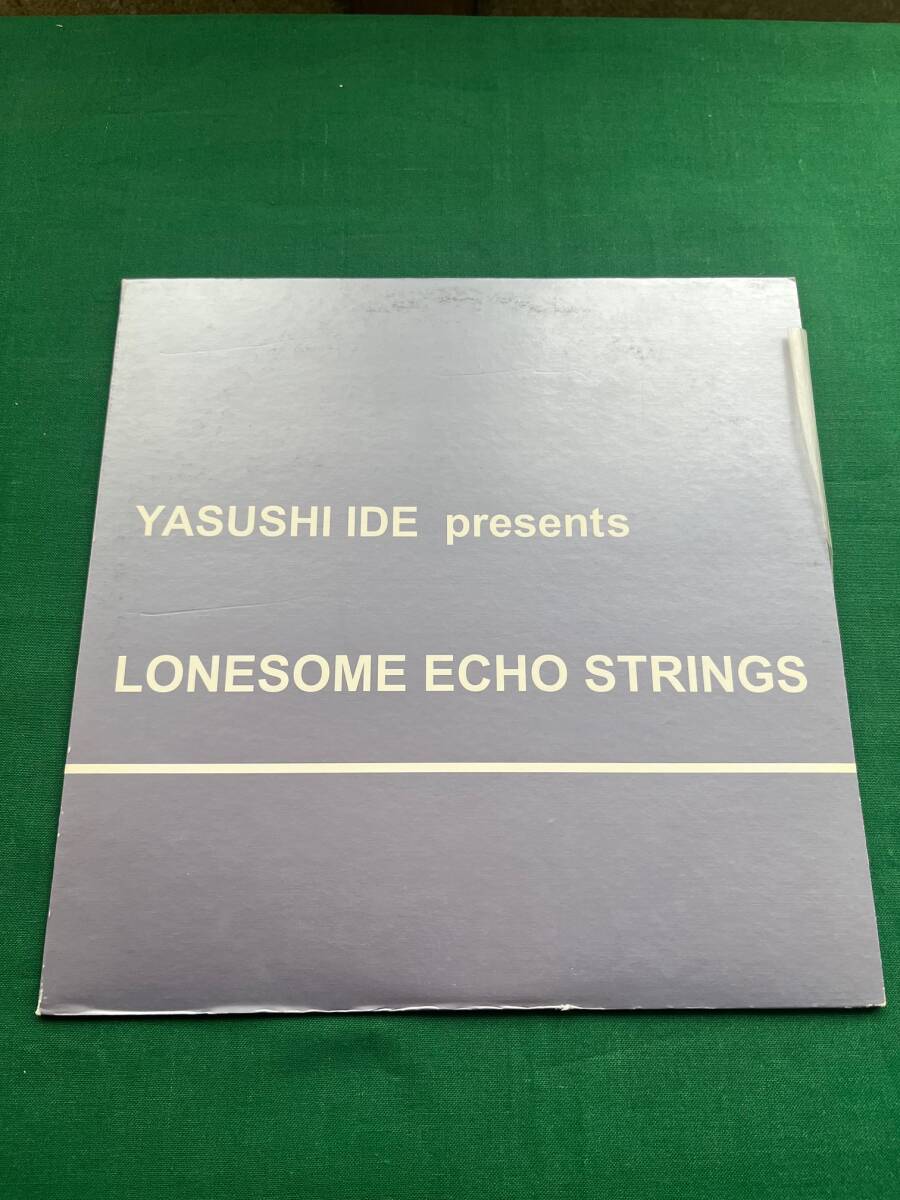 YASUSHI IDE presents
LONESOME ECHO STRINGS